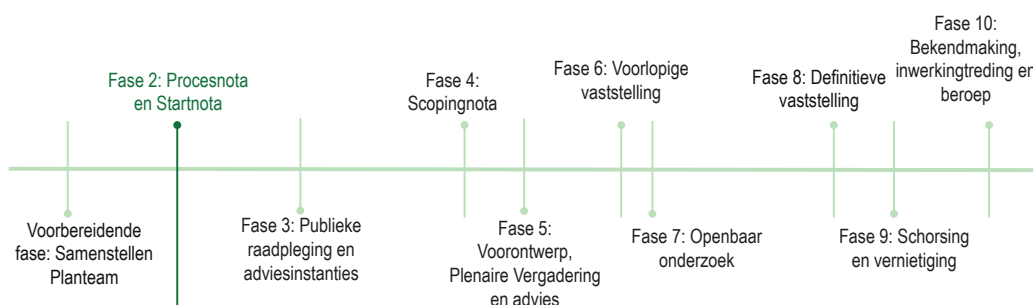 Voorbereidende
fase: Samenstellen
Planteam
Fase 2: Procesnota
en Startnota
Fase 3: Publieke
raadpleging en
adviesinstanties
Fase 4:
Scopingnota
Fase 5:
Voorontwerp,
Plenaire Vergadering
en advies
Fase 6: Voorlopige
vaststelling
Fase 7: Openbaar
onderzoek
Fase 8: Definitieve
vaststelling
Fase 9: Schorsing
en vernietiging
Fase 10:
Bekendmaking,
inwerkingtreding en
beroep